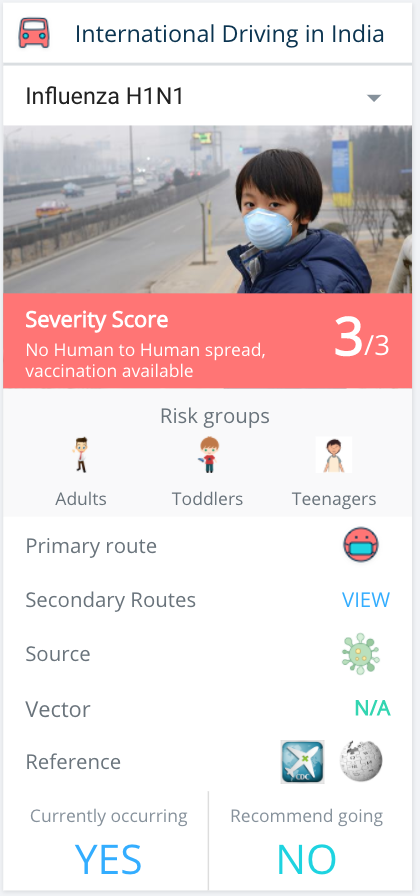 International Driving in India
Influenza H1N1
Severity Score
No Human to Human spread,
vaccination available
3/3
Risk groups
Adults
Toddlers
Teenagers
Primary route
Secondary Routes
VIEW
Source
Vector
N/A
Reference
CDC
Currently occurring
YES
Recommend going
NO